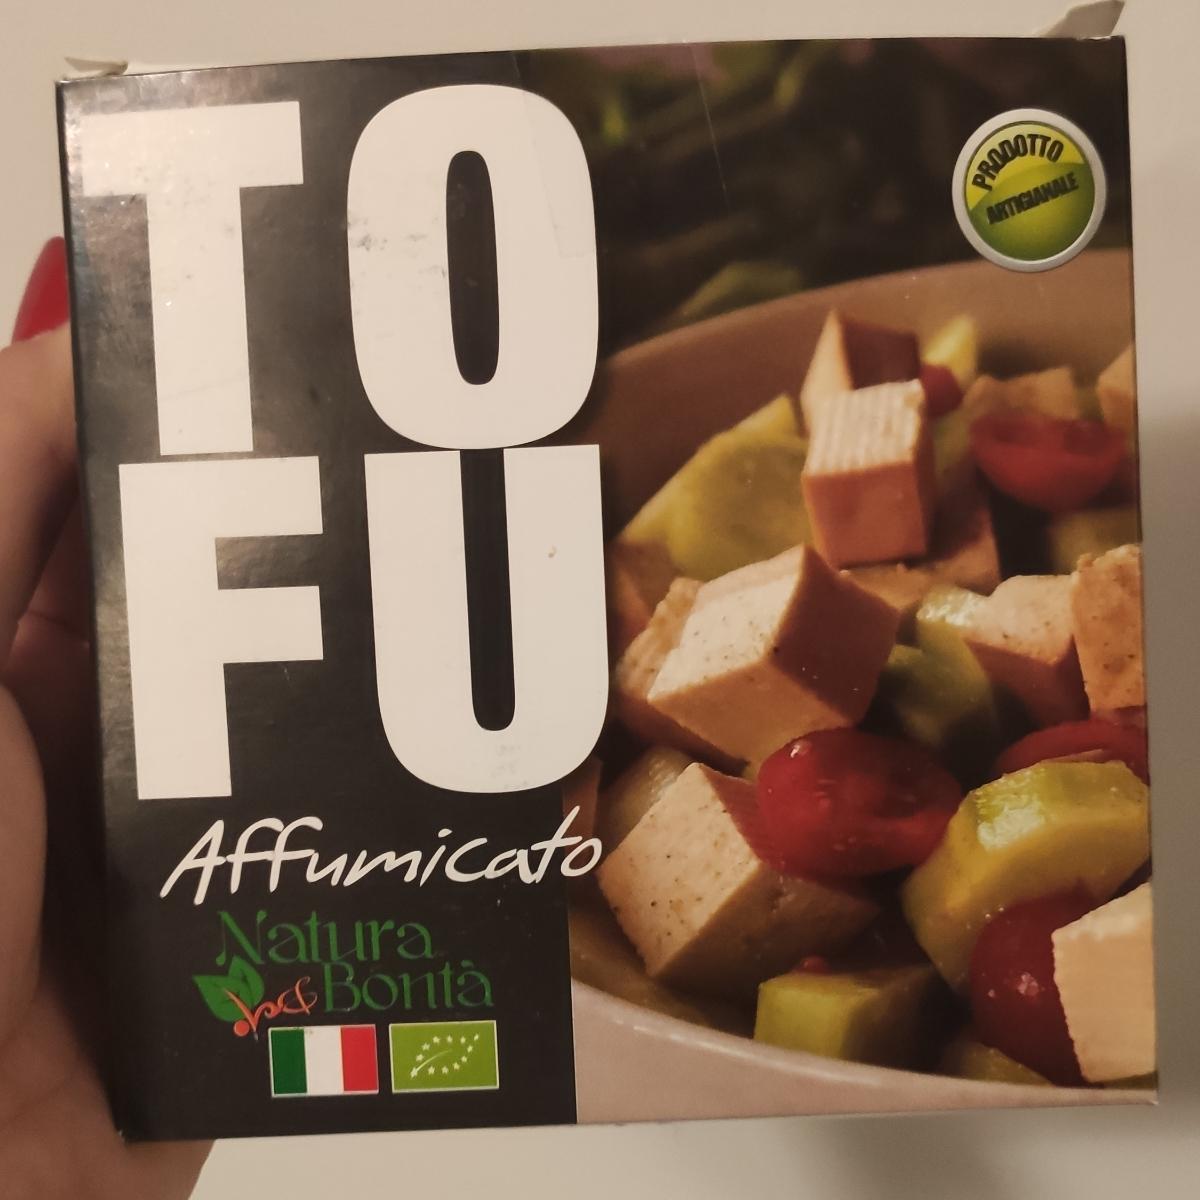 TO
FU
PRODOTTO
ARTIGIANALE
Affumicato
Natura
& Bontà